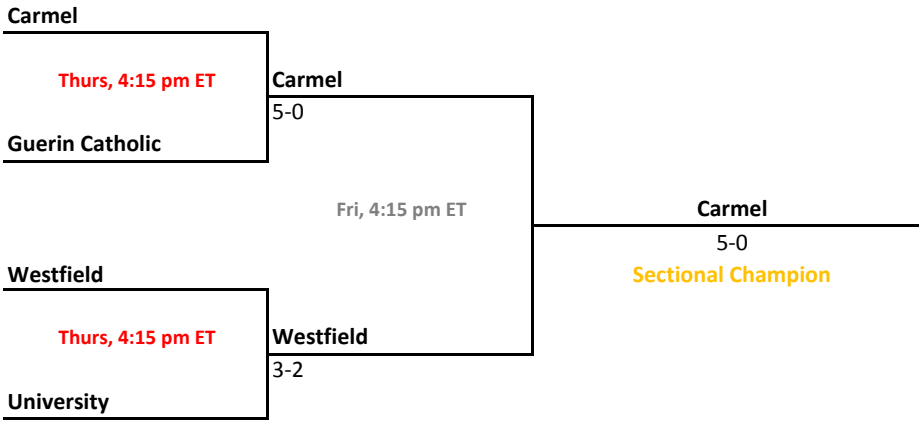 Carmel
Thurs, 4:15 pm ET
Carmel
5-0
Guerin Catholic
Fri, 4:15 pm ET
Carmel
5-0
Sectional Champion
Westfield
Thurs, 4:15 pm ET
Westfield
3-2
University